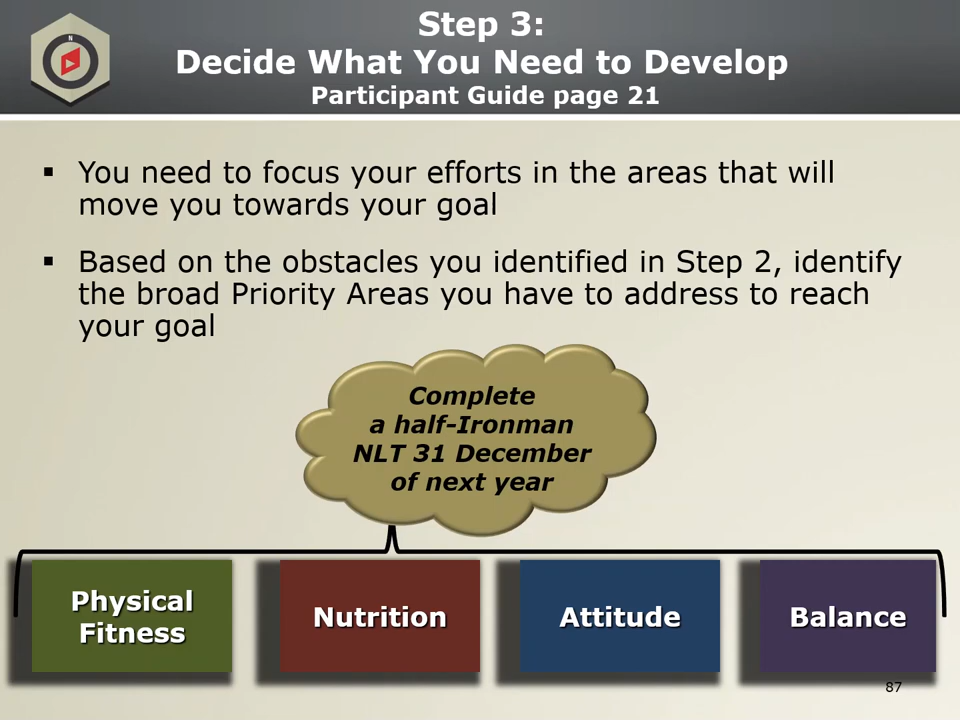 N
Step 3:
Decide What You Need to Develop
Participant Guide page 21
▪ You need to focus your efforts in the areas that will
move you towards your goal
▪ Based on the obstacles you identified in Step 2, identify
the broad Priority Areas you have to address to reach
your goal
Complete
a half-Ironman
NLT 31 December
of next year
Physical
Fitness
Nutrition
Attitude
Balance
87